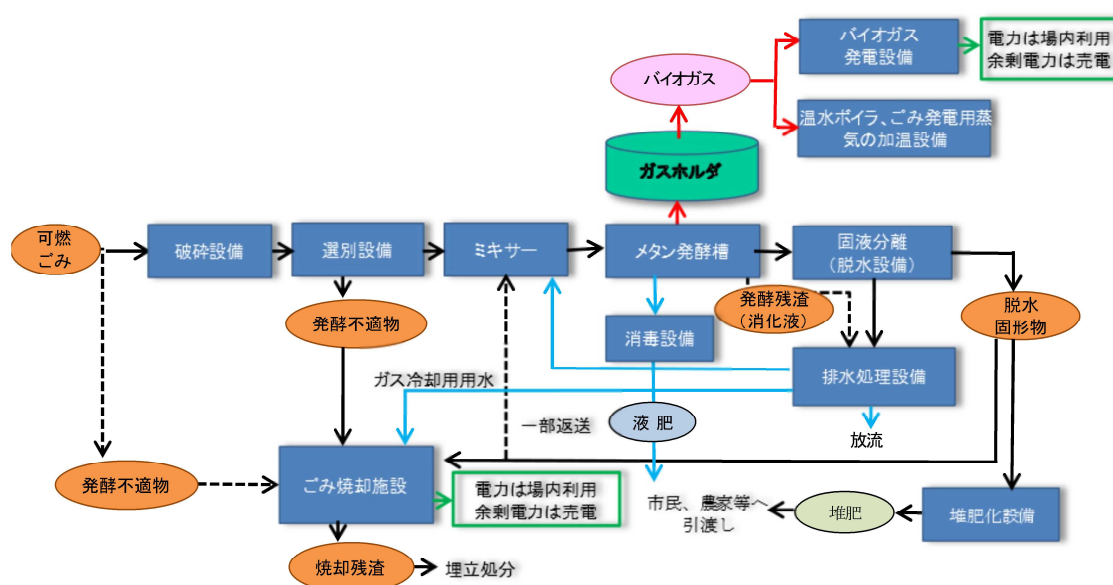 バイオガス
発電設備
電力は場内利用
余剰電力は売電
バイオガス
温水ボイラ、ごみ発電用蒸
気の加温設備
ガスホルダ
可燃
ごみ
破砕設備
選別設備
ミキサー
メタン発酵槽
固液分離
（脱水設備）
発酵不適物
発酵残渣
（消化液）
脱水
固形物
消毒設備
排水処理設備
ガス冷却用用水
液 肥
一部返送
放流
発酵不適物
ごみ焼却施設
電力は場内利用
余剰電力は売電
市民、農家等へ
引渡し
堆肥
堆肥化設備
焼却残渣
埋立処分